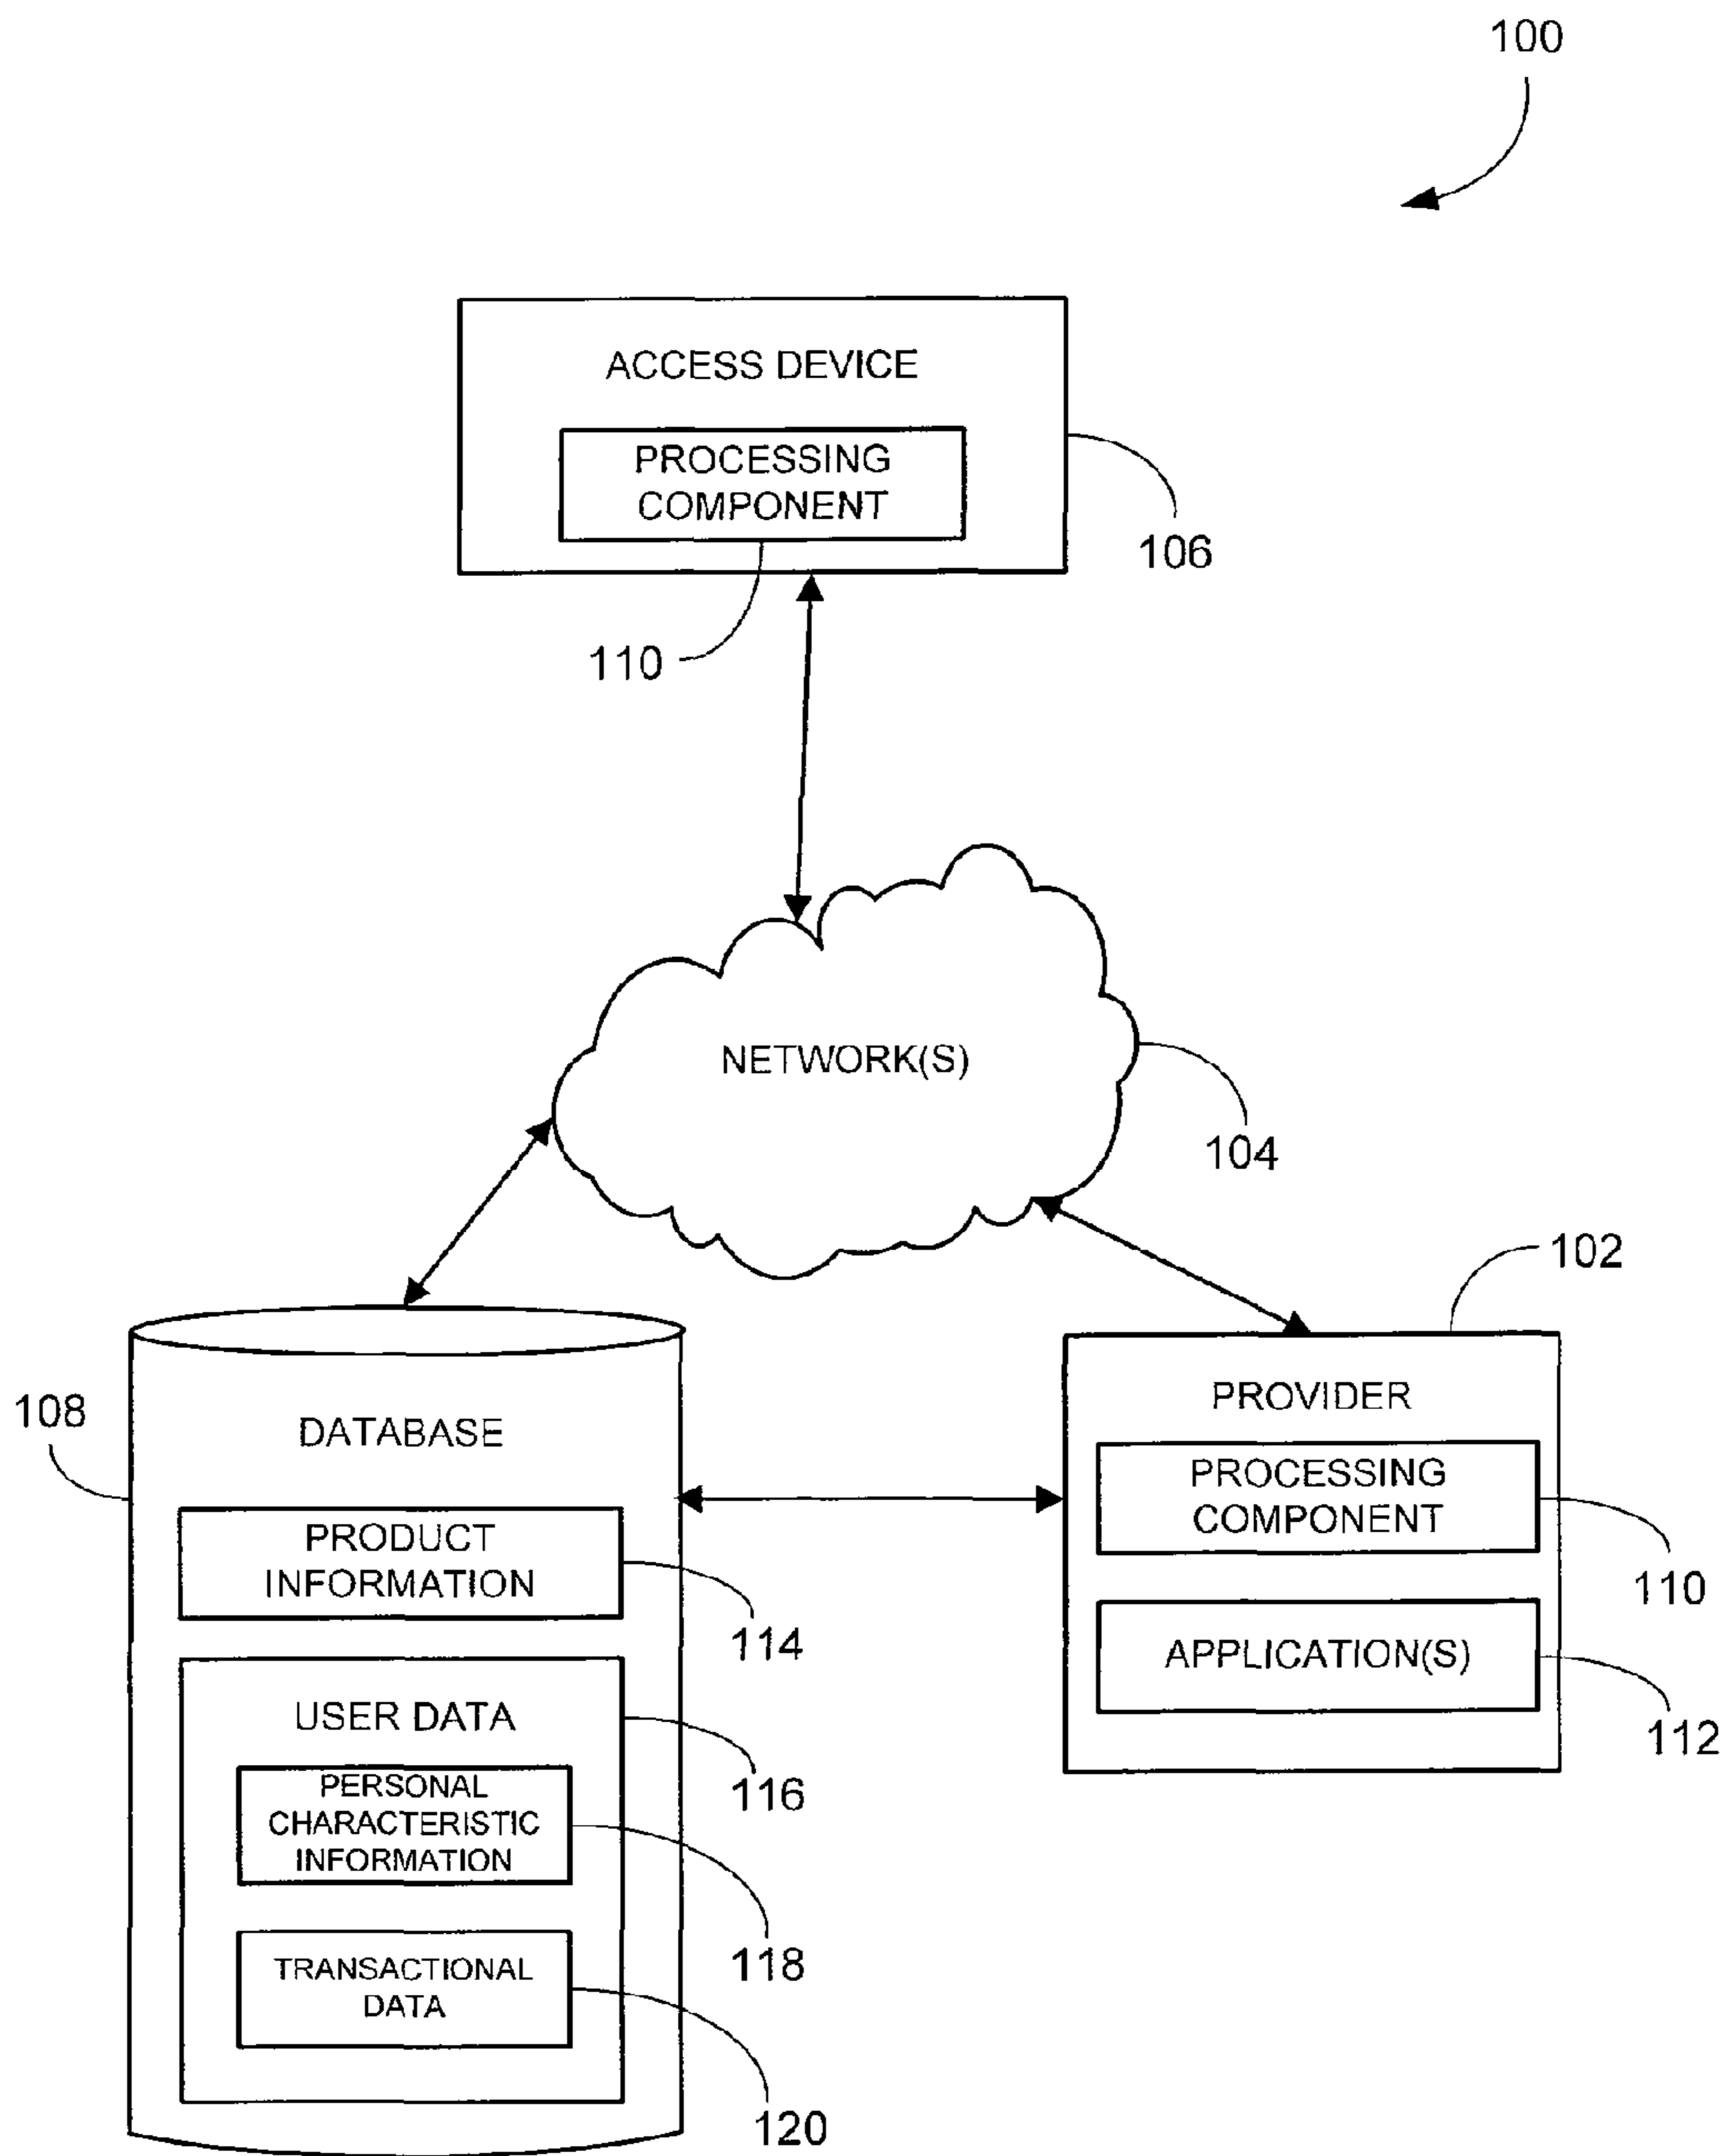 100
ACCESS DEVICE
PROCESSING
COMPONENT
106
110
NETWORK(S)
104
102
108
DATABASE
PRODUCT
INFORMATION
114
USER DATA
116
PERSONAL
CHARACTERISTIC
INFORMATION
118
TRANSACTIONAL
DATA
120
PROVIDER
PROCESSING
COMPONENT
110
APPLICATION(S)
112